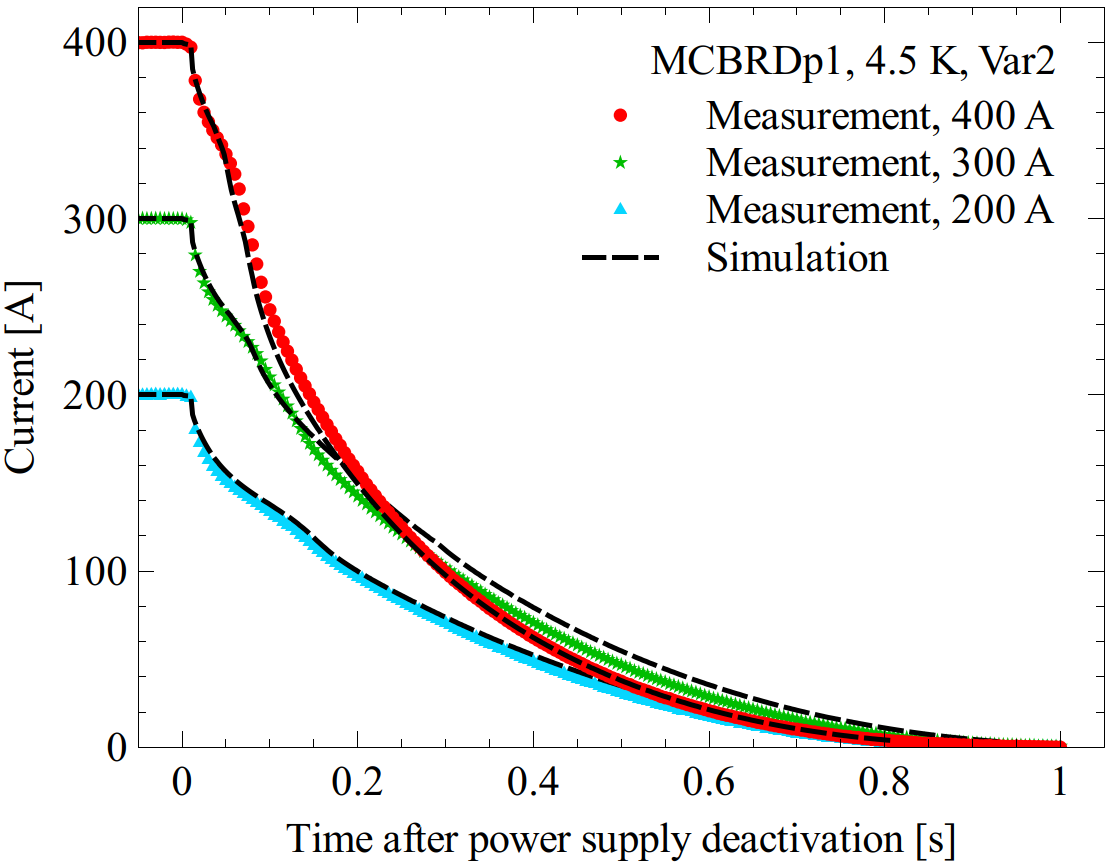 MCBRDp1, 4.5 K, Var2
Measurement, 400 A
Measurement, 300 A
Measurement, 200 A
Simulation
Current [A]
400
300
200
100
0
0 0.2 0.4 0.6 0.8 1
Time after power supply deactivation [s]